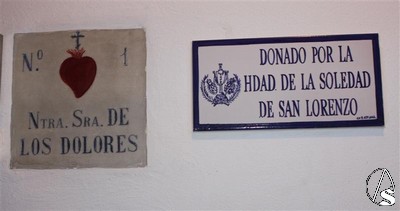 Nº 1
NTRA. SRA. DE
LOS DOLORES
DONADO POR LA
HDAD. DE LA SOLEDAD
DE SAN LORENZO